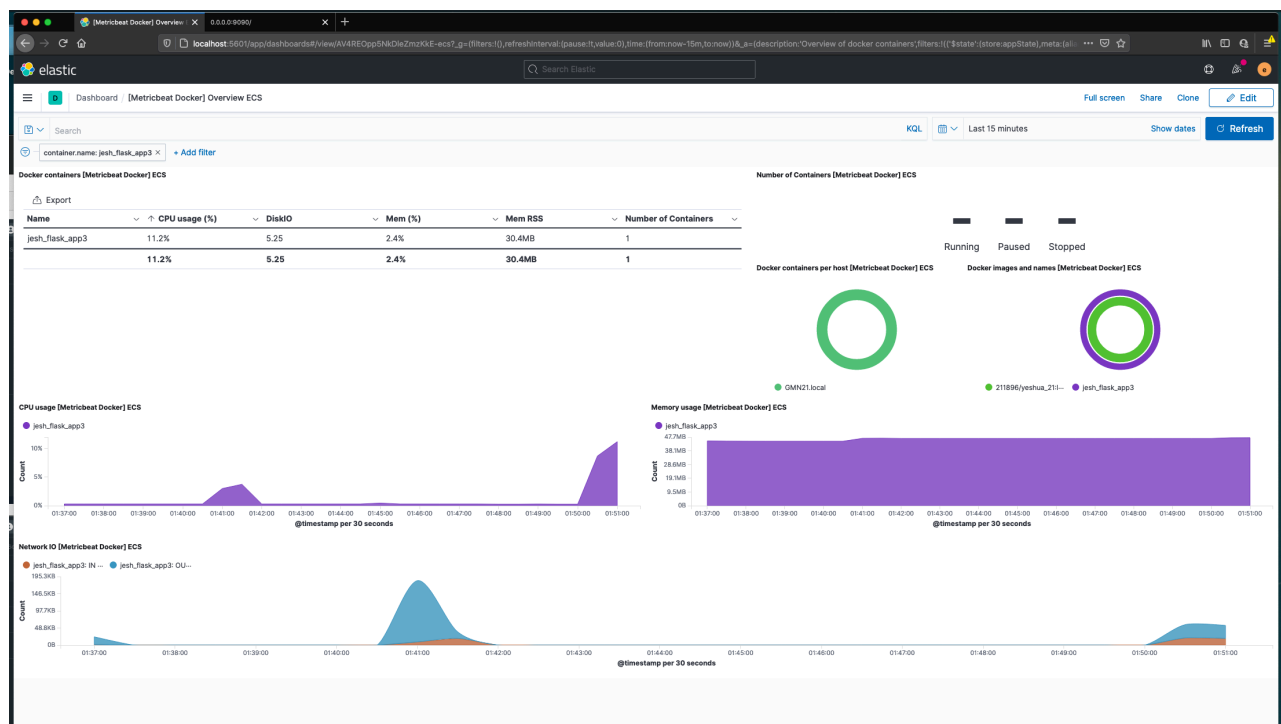 [Metricbeat Docker] Overview
0.0.0.0:9090/
localhost:5601/app/dashboards#/view/AV4REOpp5NkDIeZmzKkE-ecs?_g=(filters:!(),refreshInterval:(pause:!t,value:0),time:(from:now-15m,to:now))&_a=(description:'Overview of docker containers',filters:!(('$state':(store:appState),meta:(alia
elastic
Search Elastic
e
D Dashboard / [Metricbeat Docker] Overview ECS
Full screen Share Clone Edit
Search
KQL Last 15 minutes Show dates Refresh
container.name: jesh_flask_app3 × + Add filter
Docker containers [Metricbeat Docker] ECS
Export
Name CPU usage (%) DiskIO Mem (%) Mem RSS Number of Containers
jesh_flask_app3 11.2% 5.25 2.4% 30.4MB 1
11.2% 5.25 2.4% 30.4MB 1
Number of Containers [Metricbeat Docker] ECS
Running Paused Stopped
Docker containers per host [Metricbeat Docker] ECS
GMN21.local
Docker images and names [Metricbeat Docker] ECS
211896/yeshua_21:l... jesh_flask_app3
CPU usage [Metricbeat Docker] ECS
jesh_flask_app3
10%
5%
0%
Count
01:37:00 01:38:00 01:39:00 01:40:00 01:41:00 01:42:00 01:43:00 01:44:00 01:45:00 01:46:00 01:47:00 01:48:00 01:49:00 01:50:00 01:51:00
@timestamp per 30 seconds
Memory usage [Metricbeat Docker] ECS
jesh_flask_app3
47.7MB
38.1MB
28.6MB
19.1MB
9.5MB
0B
Count
01:37:00 01:38:00 01:39:00 01:40:00 01:41:00 01:42:00 01:43:00 01:44:00 01:45:00 01:46:00 01:47:00 01:48:00 01:49:00 01:50:00 01:51:00
@timestamp per 30 seconds
Network IO [Metricbeat Docker] ECS
jesh_flask_app3: IN ... jesh_flask_app3: OU...
195.3KB
146.5KB
97.7KB
48.8KB
0B
Count
01:37:00 01:38:00 01:39:00 01:40:00 01:41:00 01:42:00 01:43:00 01:44:00 01:45:00 01:46:00 01:47:00 01:48:00 01:49:00 01:50:00 01:51:00
@timestamp per 30 seconds